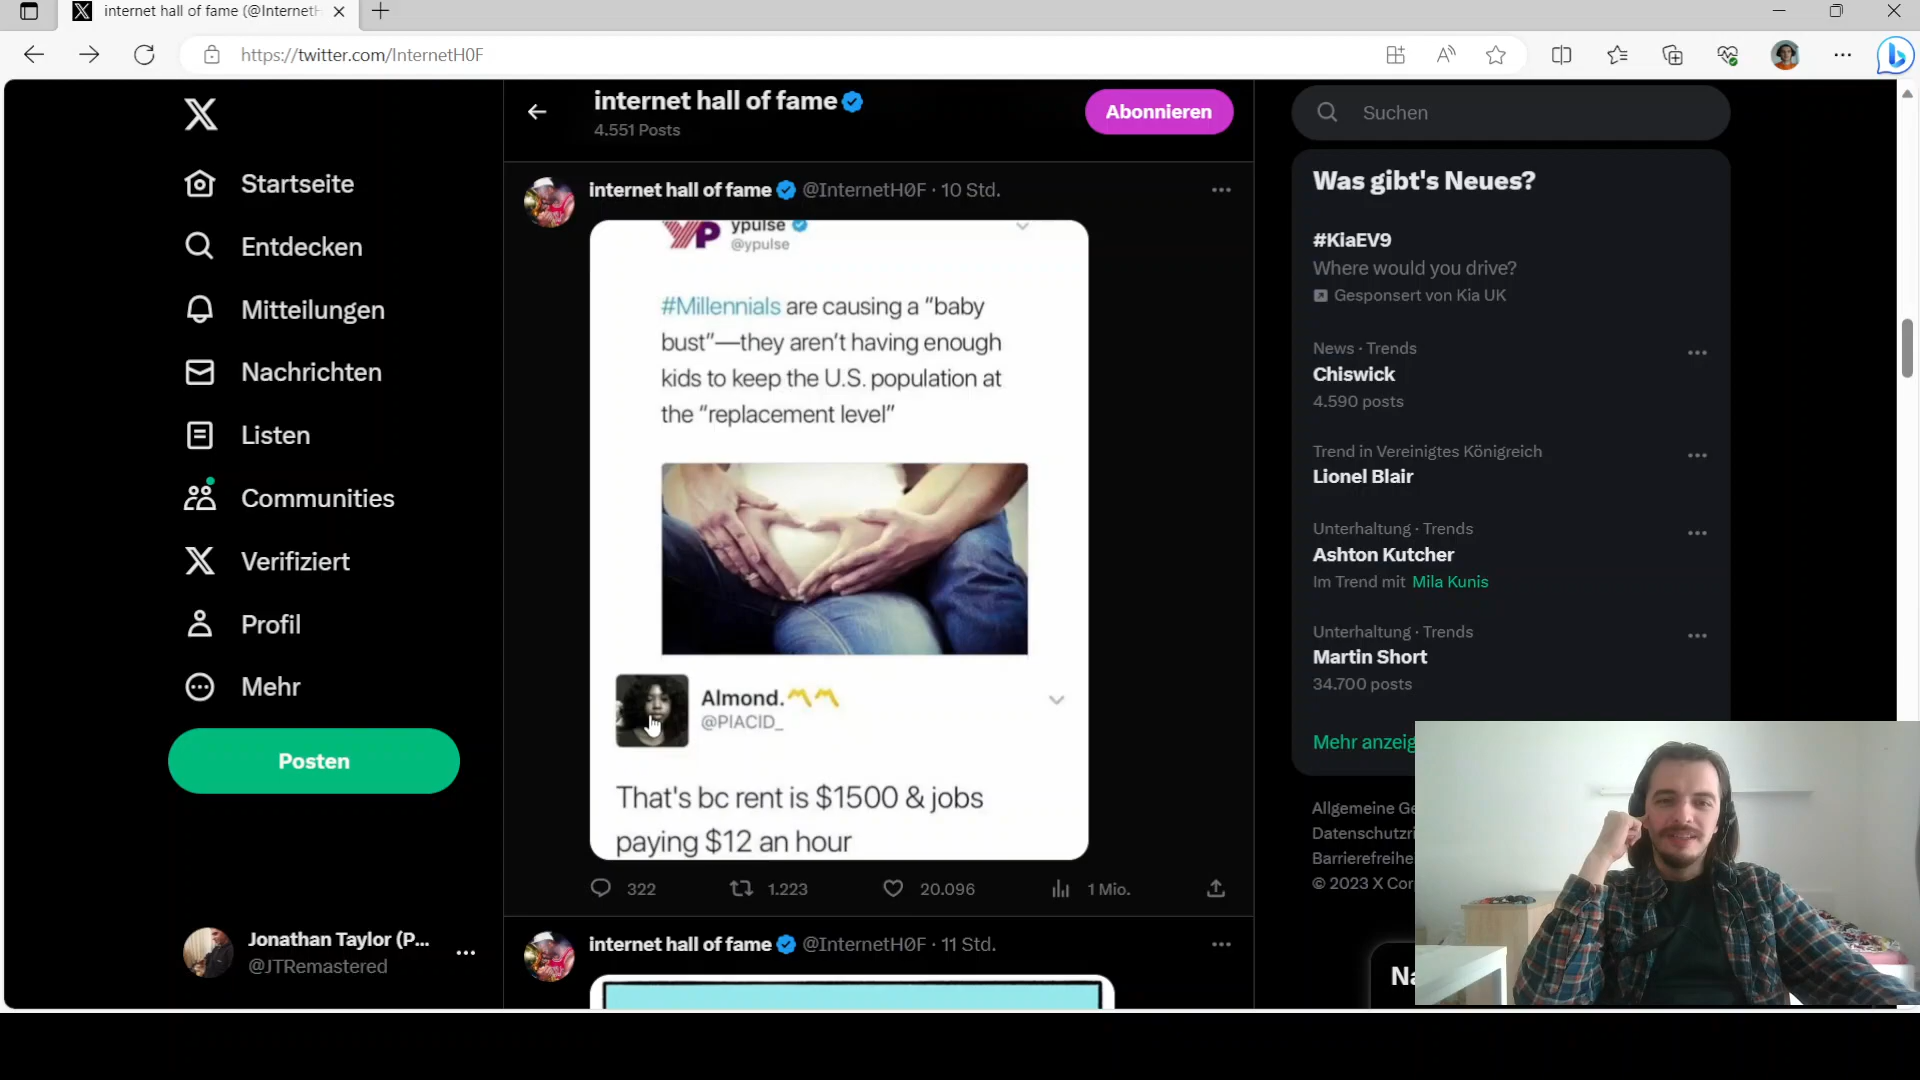 internet hall of fame (@InternetH
https://twitter.com/InternetH0F
Startseite
Entdecken
Mitteilungen
Nachrichten
Listen
Communities
Verifiziert
Profil
Mehr
Posten
Jonathan Taylor (P...
@JTRemastered
internet hall of fame
4.551 Posts
Abonnieren
internet hall of fame @InternetH0F · 10 Std.
YP
ypulse
@ypulse
#Millennials are causing a “baby
bust”—they aren't having enough
kids to keep the U.S. population at
the “replacement level”
Almond.
@PIACID_
That's bc rent is $1500 & jobs
paying $12 an hour
322 1.223 20.096 1 Mio.
internet hall of fame @InternetH0F · 11 Std.
Suchen
Was gibt's Neues?
#KiaEV9
Where would you drive?
Gesponsert von Kia UK
News · Trends
Chiswick
4.590 posts
Trend in Vereinigtes Königreich
Lionel Blair
Unterhaltung · Trends
Ashton Kutcher
Im Trend mit Mila Kunis
Unterhaltung · Trends
Martin Short
34.700 posts
Mehr anzeig
Allgemeine Ge
Datenschutzri
Barrierefreihe
© 2023 X Cor
Na